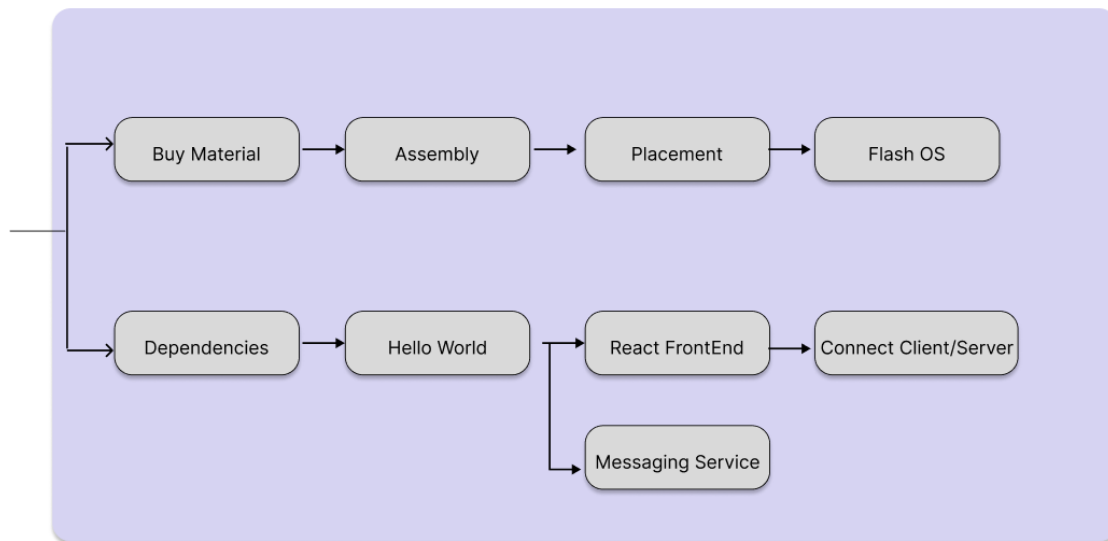 Buy Material
Assembly
Placement
Flash OS
Dependencies
Hello World
React FrontEnd
Connect Client/Server
Messaging Service